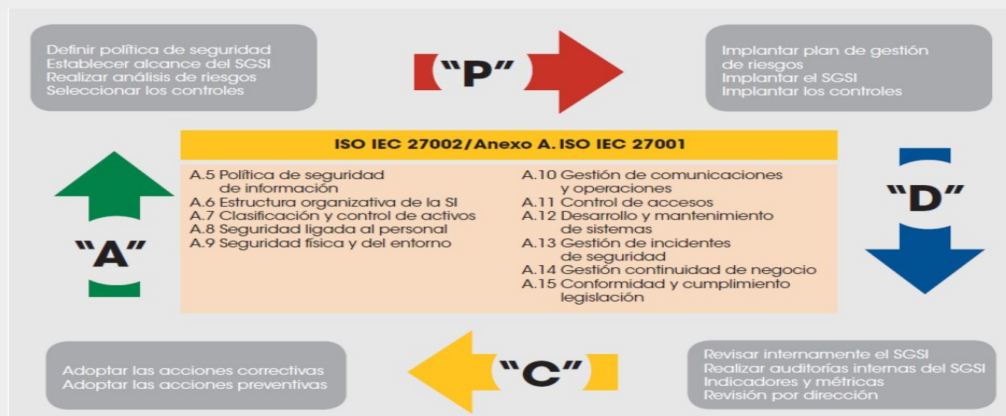 Definir política de seguridad
Establecer alcance del SGSI
Realizar análisis de riesgos
Seleccionar los controles
"P"
Implantar plan de gestión
de riesgos
Implantar el SGSI
Implantar los controles
ISO IEC 27002/Anexo A. ISO IEC 27001
A.5 Política de seguridad
de información
A.6 Estructura organizativa de la SI
A.7 Clasificación y control de activos
A.8 Seguridad ligada al personal
A.9 Seguridad física y del entorno
A.10 Gestión de comunicaciones
y operaciones
A.11 Control de accesos
A.12 Desarrollo y mantenimiento
de sistemas
A.13 Gestión de incidentes
de seguridad
A.14 Gestión continuidad de negocio
A.15 Conformidad y cumplimiento
legislación
"D"
"A"
Adoptar las acciones correctivas
Adoptar las acciones preventivas
"C"
Revisar internamente el SGSI
Realizar auditorías internas del SGSI
Indicadores y métricas
Revisión por dirección